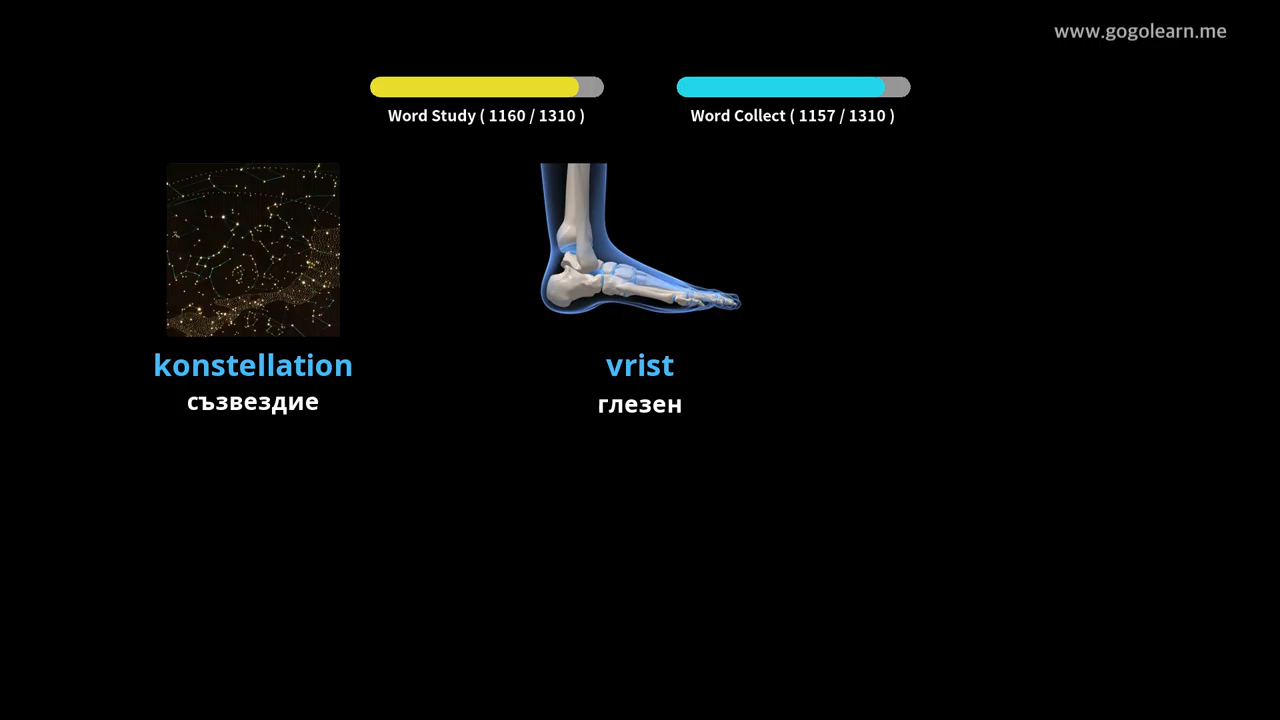 www.gogolearn.me
Word Study ( 1160 / 1310 )
Word Collect ( 1157 / 1310 )
konstellation
съзвездие
vrist
глезен